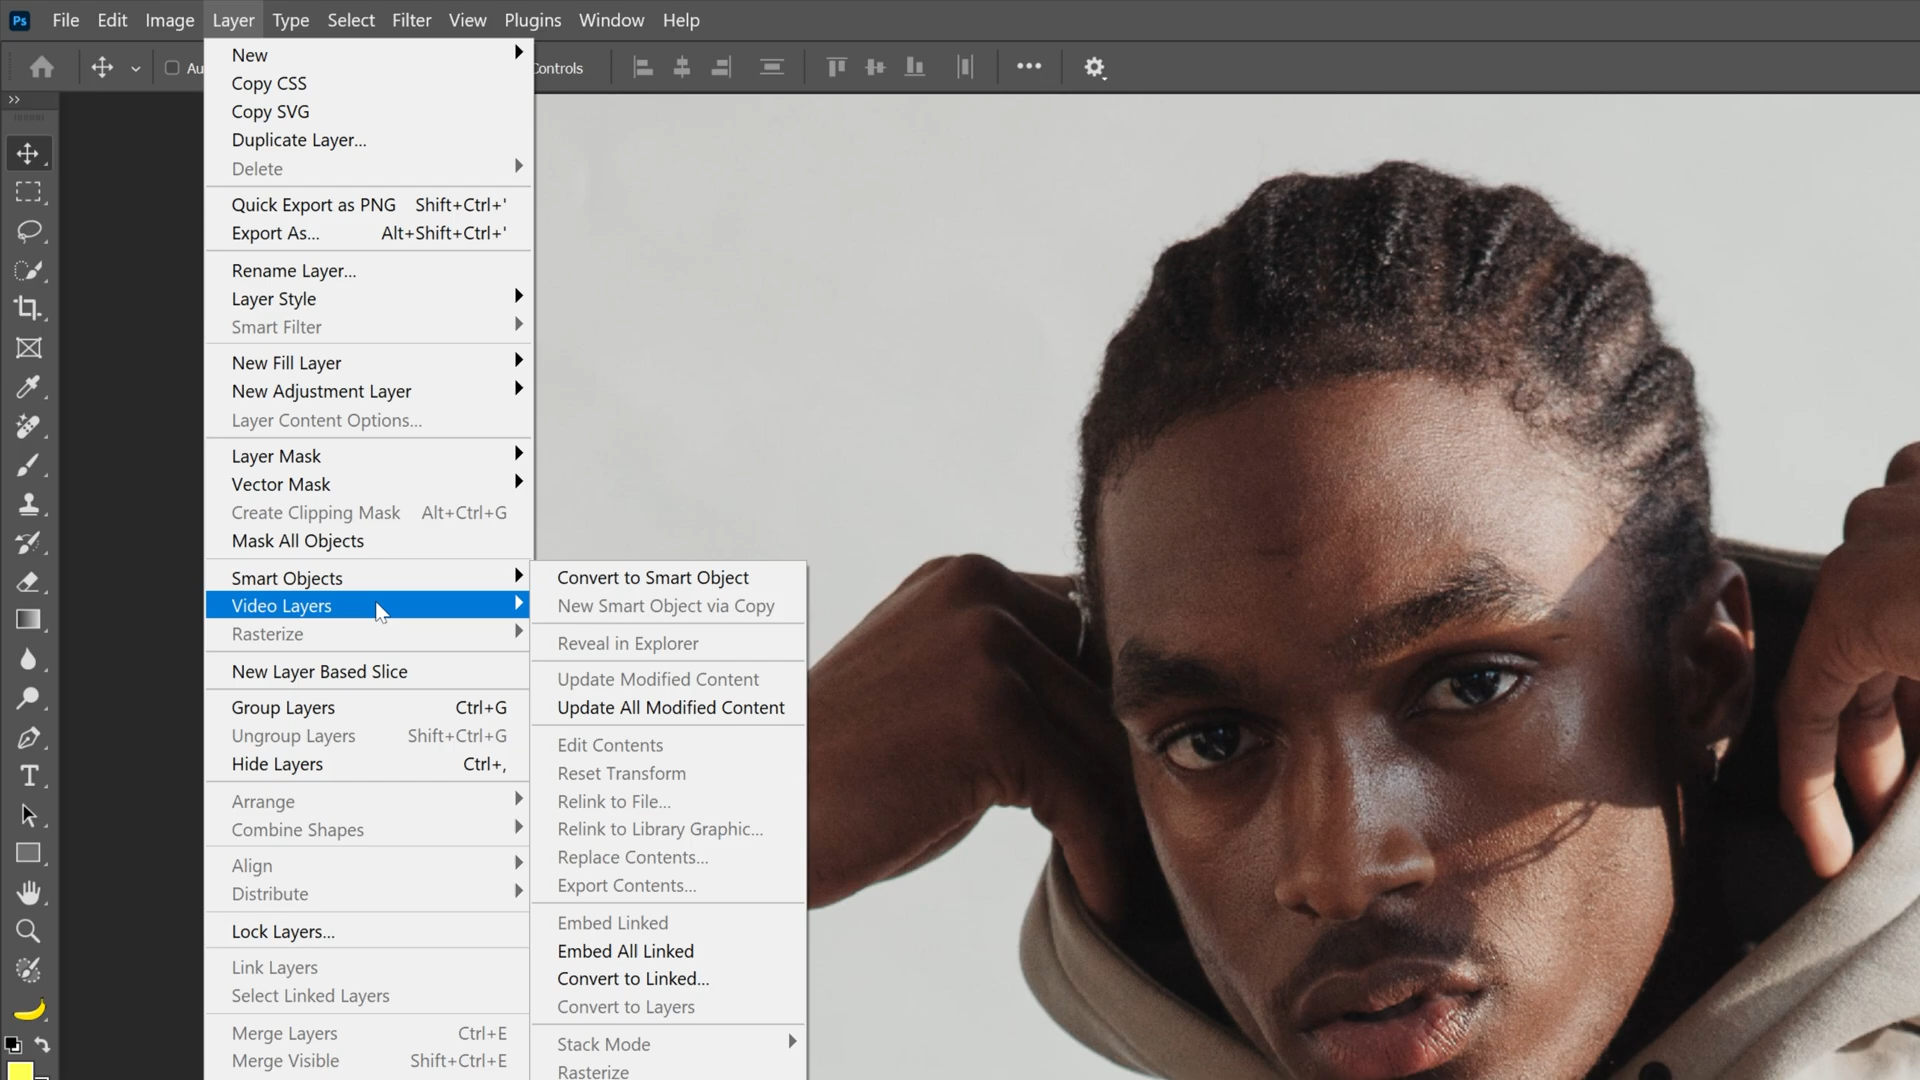 Ps File Edit Image Layer Type Select Filter View Plugins Window Help
Au
Controls
New
Copy CSS
Copy SVG
Duplicate Layer...
Delete
Quick Export as PNG Shift+Ctrl+'
Export As... Alt+Shift+Ctrl+'
Rename Layer...
Layer Style
Smart Filter
New Fill Layer
New Adjustment Layer
Layer Content Options...
Layer Mask
Vector Mask
Create Clipping Mask Alt+Ctrl+G
Mask All Objects
Smart Objects
Video Layers
Rasterize
New Layer Based Slice
Group Layers Ctrl+G
Ungroup Layers Shift+Ctrl+G
Hide Layers Ctrl+,
Arrange
Combine Shapes
Align
Distribute
Lock Layers...
Link Layers
Select Linked Layers
Merge Layers Ctrl+E
Merge Visible Shift+Ctrl+E
Convert to Smart Object
New Smart Object via Copy
Reveal in Explorer
Update Modified Content
Update All Modified Content
Edit Contents
Reset Transform
Relink to File...
Relink to Library Graphic...
Replace Contents...
Export Contents...
Embed Linked
Embed All Linked
Convert to Linked...
Convert to Layers
Stack Mode
Rasterize